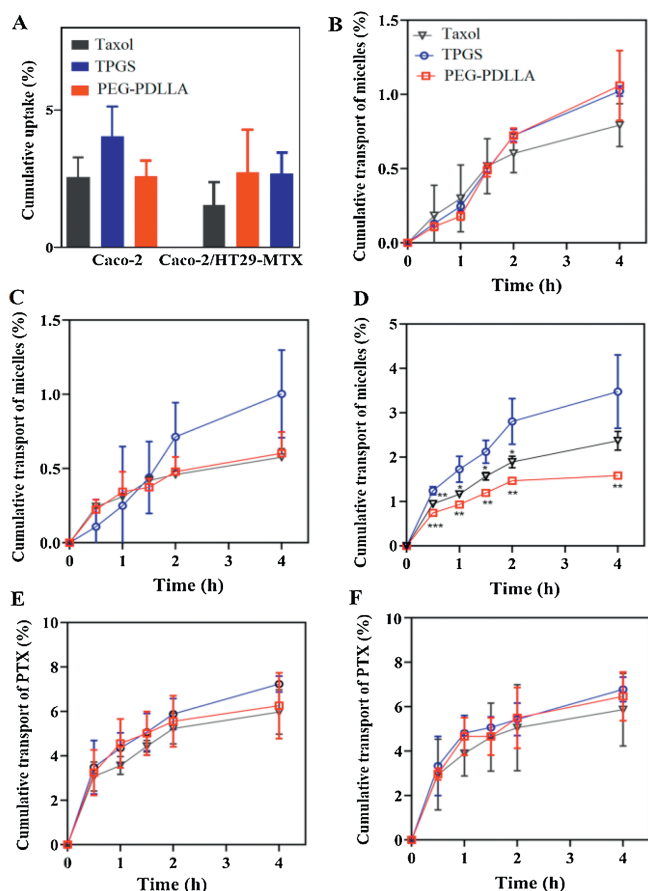 A
Taxol
TPGS
PEG-PDLLA
Cumulative uptake (%)
5
0
Caco-2
Caco-2/HT29-MTX
B
Taxol
TPGS
PEG-PDLLA
Cumulative transport of micelles (%)
1.5
1.0
0.5
0.0
0 1 2 3 4
Time (h)
C
Cumulative transport of micelles (%)
1.5
1.0
0.5
0.0
0 1 2 3 4
Time (h)
D
Cumulative transport of micelles (%)
5
4
3
2
1
0
** * * *
*** ** ** ** **
0 1 2 3 4
Time (h)
E
Cumulative transport of PTX (%)
10
8
6
4
2
0
0 1 2 3 4
Time (h)
F
Cumulative transport of PTX (%)
10
8
6
4
2
0
0 1 2 3 4
Time (h)